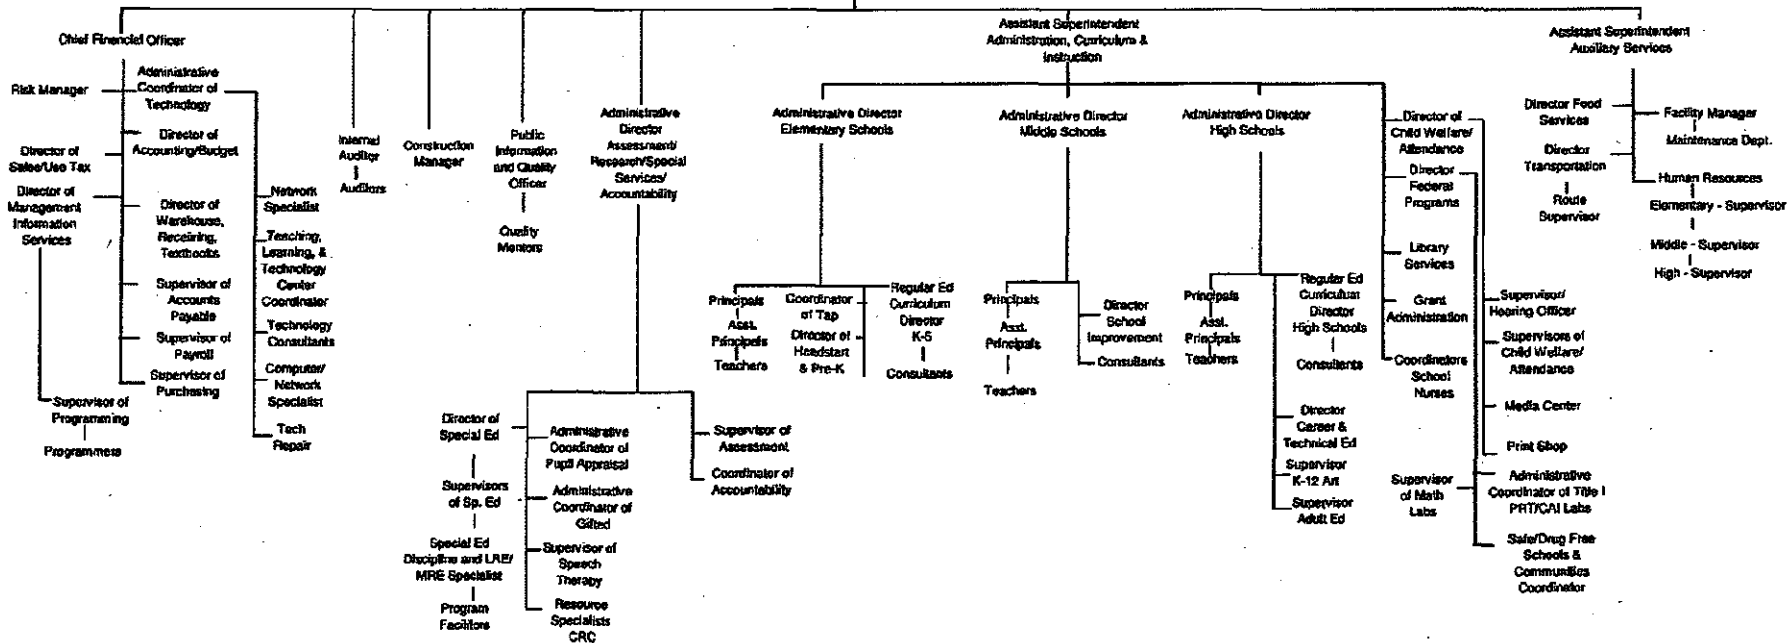 Chief Financial Officer
Risk Manager
Administrative
Coordinator of
Technology
Director of
Accounting/Budget
Director of
Sales/Use Tax
Director of
Management
Information
Services
Director of
Warehouse,
Receiving,
Textbooks
Supervisor of
Accounts
Payable
Supervisor of
Payroll
Supervisor of
Purchasing
Supervisor of
Programming
Programmers
Network
Specialist
Teaching,
Learning, &
Technology
Center
Coordinator
Technology
Consultants
Computer/
Network
Specialist
Tech
Repair
Internal
Auditor
Auditors
Construction
Manager
Public
Information
and Quality
Officer
Quality
Mentors
Administrative
Director
Assessment/
Research/Special
Services/
Accountability
Director of
Special Ed
Supervisors
of Sp. Ed
Special Ed
Discipline and LRE/
MRE Specialist
Program
Facilitors
Administrative
Coordinator of
Pupil Appraisal
Administrative
Coordinator of
Gifted
Supervisor of
Speech
Therapy
Resource
Specialists
CRC
Supervisor of
Assessment
Coordinator of
Accountability
Assistant Superintendent
Administration, Curriculum &
Instruction
Administrative Director
Elementary Schools
Principals
Asst.
Principals
Teachers
Coordinator
of Tap
Director of
Headstart
& Pre-K
Regular Ed
Curriculum
Director
K-5
Consultants
Administrative Director
Middle Schools
Principals
Asst.
Principals
Teachers
Director
School
Improvement
Consultants
Administrative Director
High Schools
Principals
Asst.
Principals
Teachers
Regular Ed
Curriculum
Director
High Schools
Consultants
Director
Career &
Technical Ed
Supervisor
K-12 Art
Supervisor
Adult Ed
Director of
Child Welfare/
Attendance
Director
Federal
Programs
Library
Services
Grant
Administration
Coordinators
School
Nurses
Supervisor/
Hearing Officer
Supervisors of
Child Welfare/
Attendance
Media Center
Print Shop
Supervisor
of Math
Labs
Administrative
Coordinator of Title I
PRT/CAI Labs
Safe/Drug Free
Schools &
Communities
Coordinator
Assistant Superintendent
Auxiliary Services
Director Food
Services
Director
Transportation
Route
Supervisor
Facility Manager
Maintenance Dept.
Human Resources
Elementary - Supervisor
Middle - Supervisor
High - Supervisor